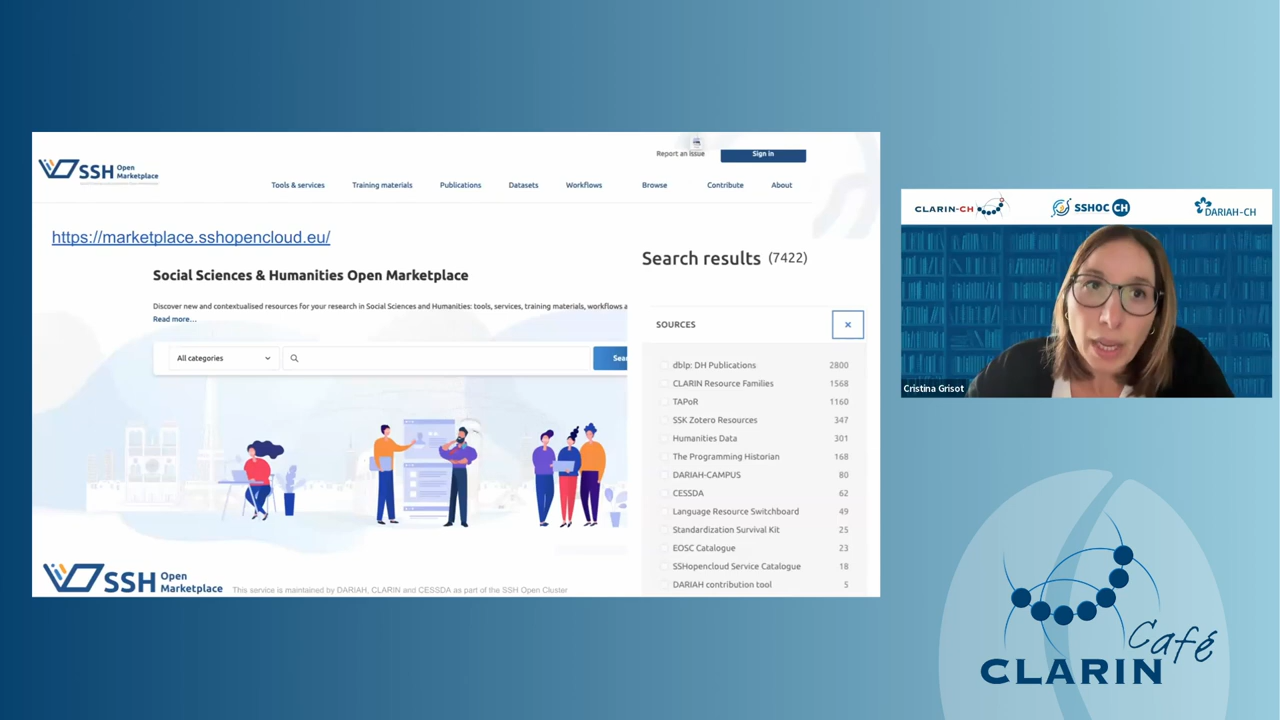 SSH Open Marketplace
Report an issue
Sign in
Tools & services
Training materials
Publications
Datasets
Workflows
Browse
Contribute
About
https://marketplace.sshopencloud.eu/
Social Sciences & Humanities Open Marketplace
Discover new and contextualised resources for your research in Social Sciences and Humanities: tools, services, training materials, workflows a
Read more…
All categories
Sear
Search results (7422)
SOURCES
dblp: DH Publications 2800
CLARIN Resource Families 1568
TAPoR 1160
SSK Zotero Resources 347
Humanities Data 301
The Programming Historian 168
DARIAH-CAMPUS 80
CESSDA 62
Language Resource Switchboard 49
Standardization Survival Kit 25
EOSC Catalogue 23
SSHopencloud Service Catalogue 18
DARIAH contribution tool 5
SSH Open Marketplace
This service is maintained by DARIAH, CLARIN and CESSDA as part of the SSH Open Cluster
CLARIN-CH
SSHOC CH
DARIAH-CH
Cristina Grisot
Café
CLARIN